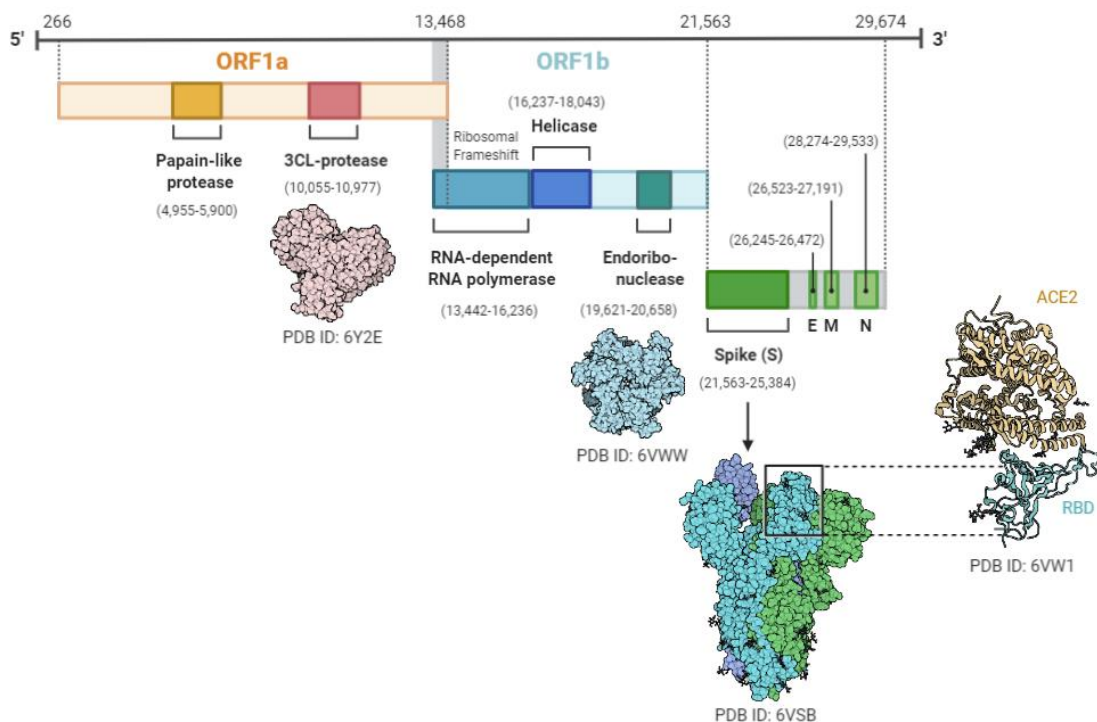 266
13,468
21,563
29,674
5'
3'
ORF1a
ORF1b
(16,237-18,043)
Helicase
Ribosomal
Frameshift
(28,274-29,533)
Papain-like
protease
(4,955-5,900)
3CL-protease
(10,055-10,977)
(26,523-27,191)
(26,245-26,472)
RNA-dependent
RNA polymerase
(13,442-16,236)
Endoribo-
nuclease
(19,621-20,658)
E M N
PDB ID: 6Y2E
Spike (S)
(21,563-25,384)
ACE2
PDB ID: 6VWW
RBD
PDB ID: 6VW1
PDB ID: 6VSB